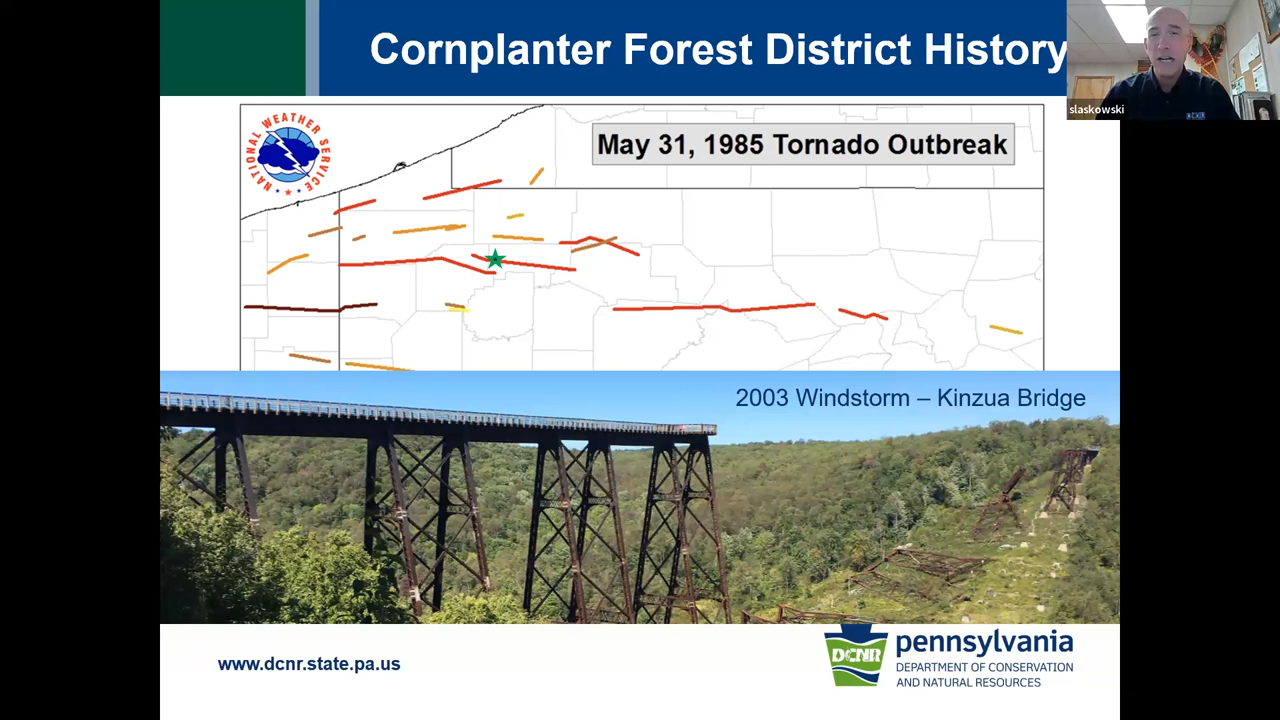 Cornplanter Forest District History
slaskowski
NATIONAL WEATHER SERVICE
May 31, 1985 Tornado Outbreak
2003 Windstorm – Kinzua Bridge
www.dcnr.state.pa.us
DCNR
pennsylvania
DEPARTMENT OF CONSERVATION
AND NATURAL RESOURCES